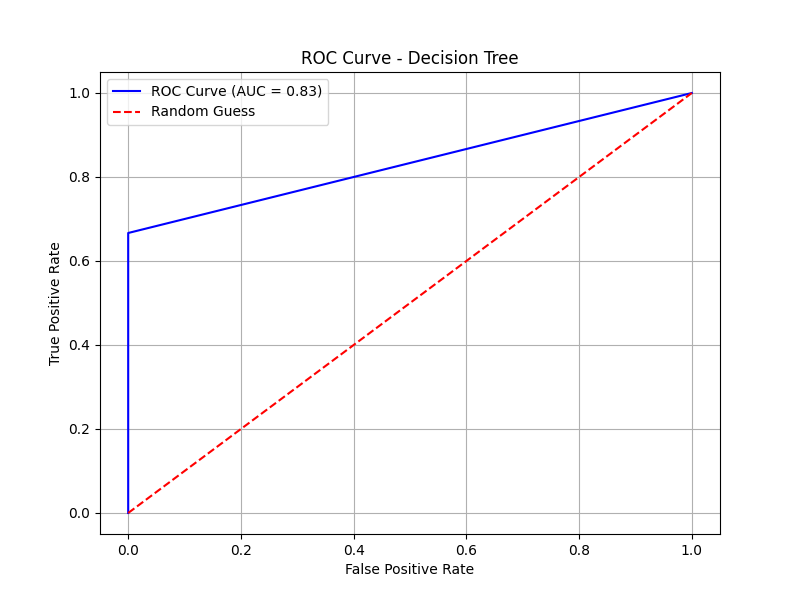 ROC Curve - Decision Tree
ROC Curve (AUC = 0.83)
Random Guess
True Positive Rate
1.0
0.8
0.6
0.4
0.2
0.0
0.0 0.2 0.4 0.6 0.8 1.0
False Positive Rate